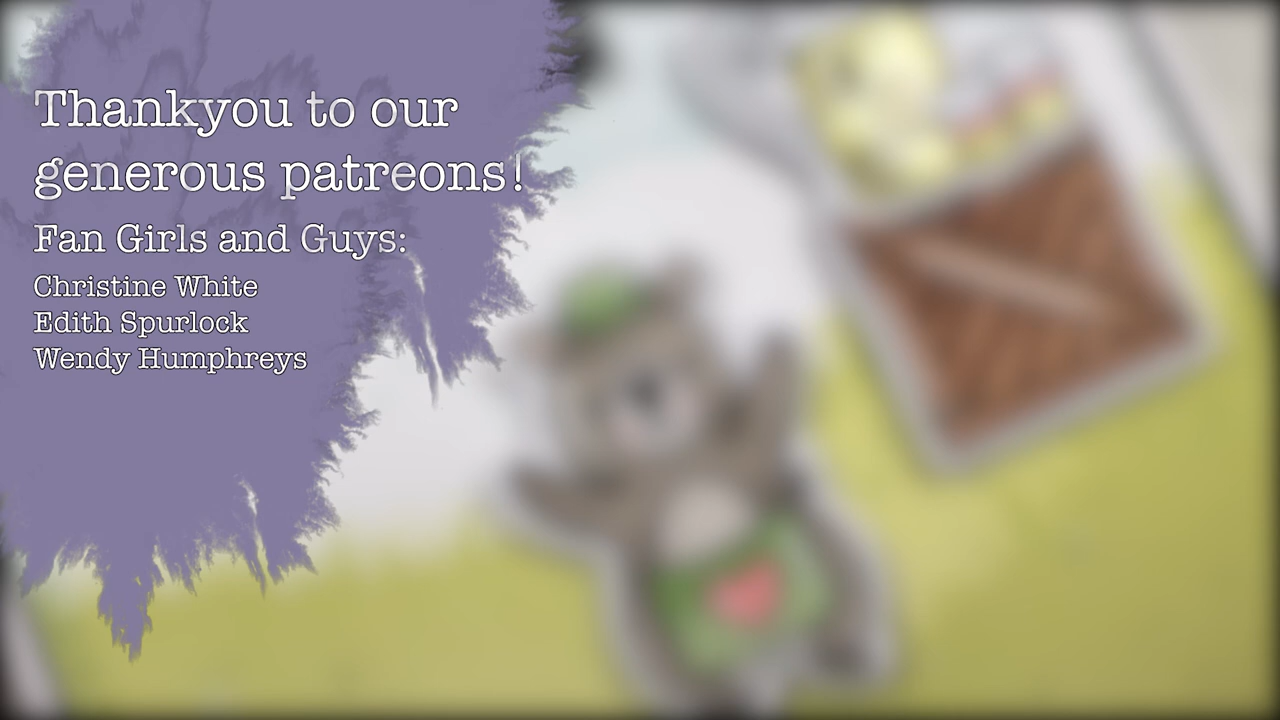 Thankyou to our
generous patreons!
Fan Girls and Guys:
Christine White
Edith Spurlock
Wendy Humphreys